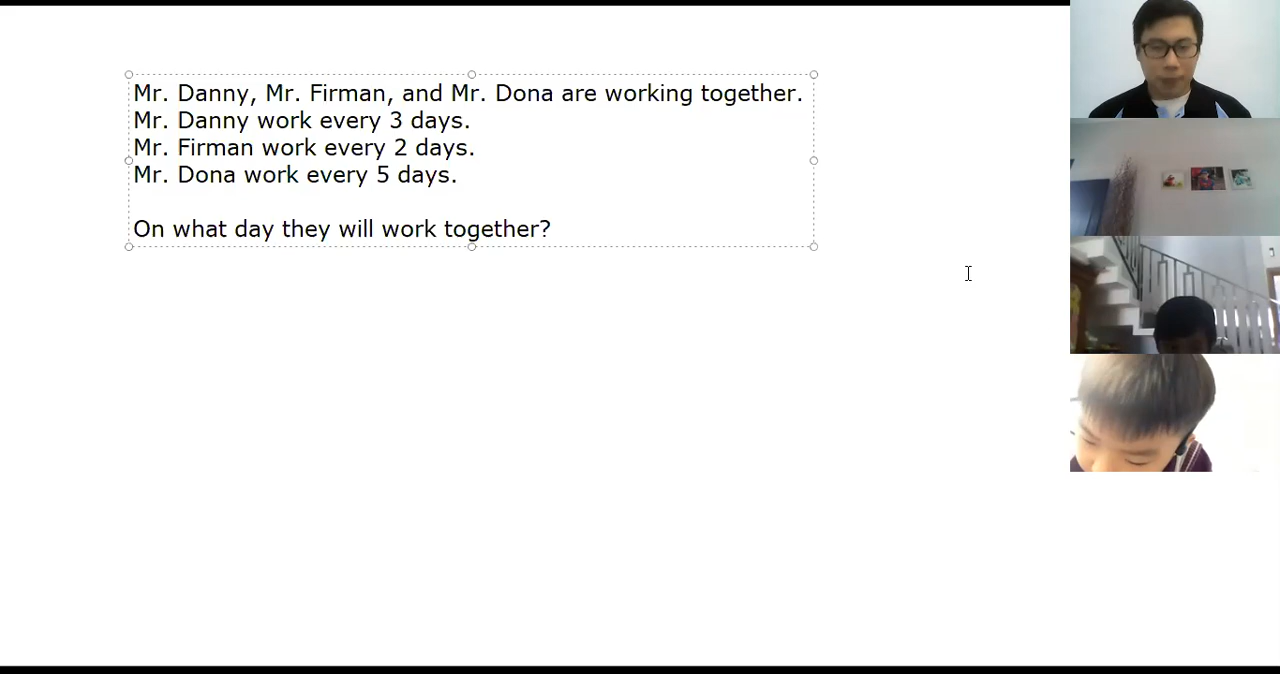 Mr. Danny, Mr. Firman, and Mr. Dona are working together.
Mr. Danny work every 3 days.
Mr. Firman work every 2 days.
Mr. Dona work every 5 days.
On what day they will work together?